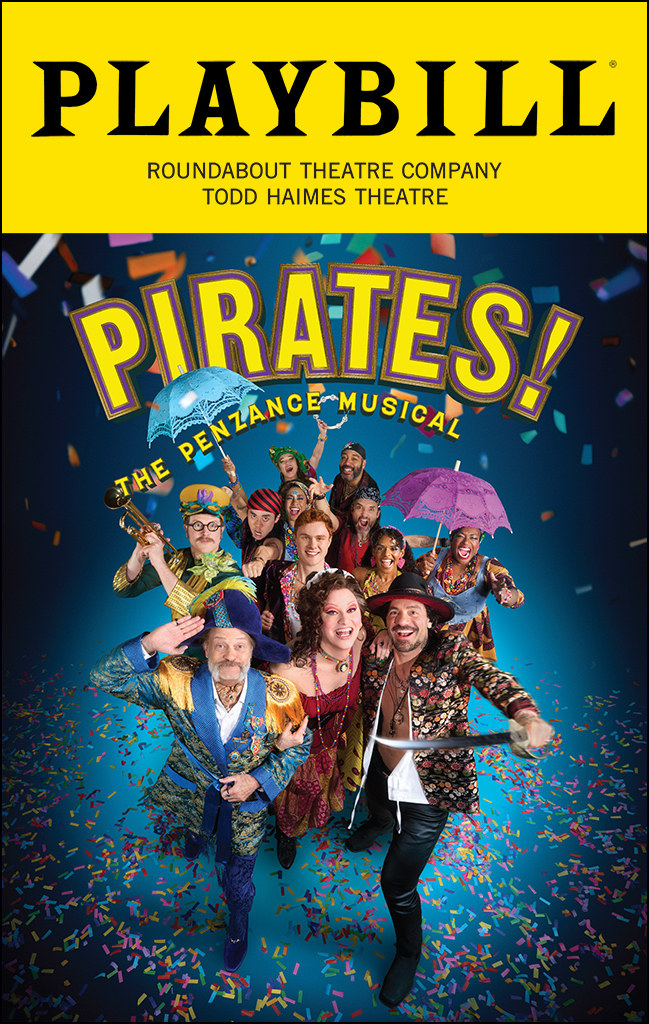 PLAYBILL®
ROUNDABOUT THEATRE COMPANY
TODD HAIMES THEATRE
PIRATES!
THE PENZANCE MUSICAL